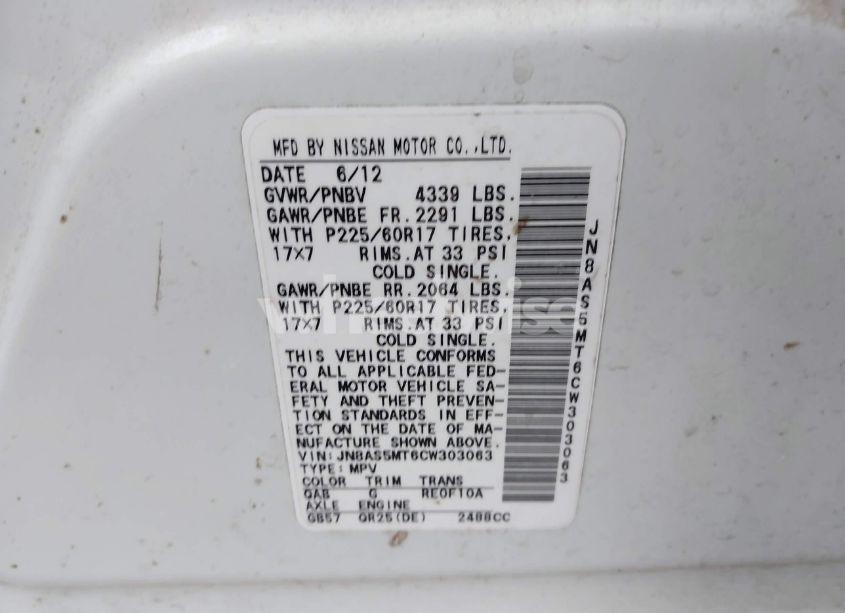 MFD BY NISSAN MOTOR CO.,LTD.
DATE 6/12
GVWR/PNBV 4339 LBS.
GAWR/PNBE FR.2291 LBS.
WITH P225/60R17 TIRES,
17×7 RIMS.AT 33 PSI
COLD SINGLE.
GAWR/PNBE RR.2064 LBS.
WITH P225/60R17 TIRES,
17×7 RIMS.AT 33 PSI
COLD SINGLE.
THIS VEHICLE CONFORMS
TO ALL APPLICABLE FED-
ERAL MOTOR VEHICLE SA-
FETY AND THEFT PREVEN-
TION STANDARDS IN EFF-
ECT ON THE DATE OF MA-
NUFACTURE SHOWN ABOVE.
VIN:JN8AS5MT6CW303063
TYPE:MPV
COLOR TRIM TRANS
QAB G RE0F10A
AXLE ENGINE
GB57 QR25(DE) 2488CC
JN8AS5MT6CW303063